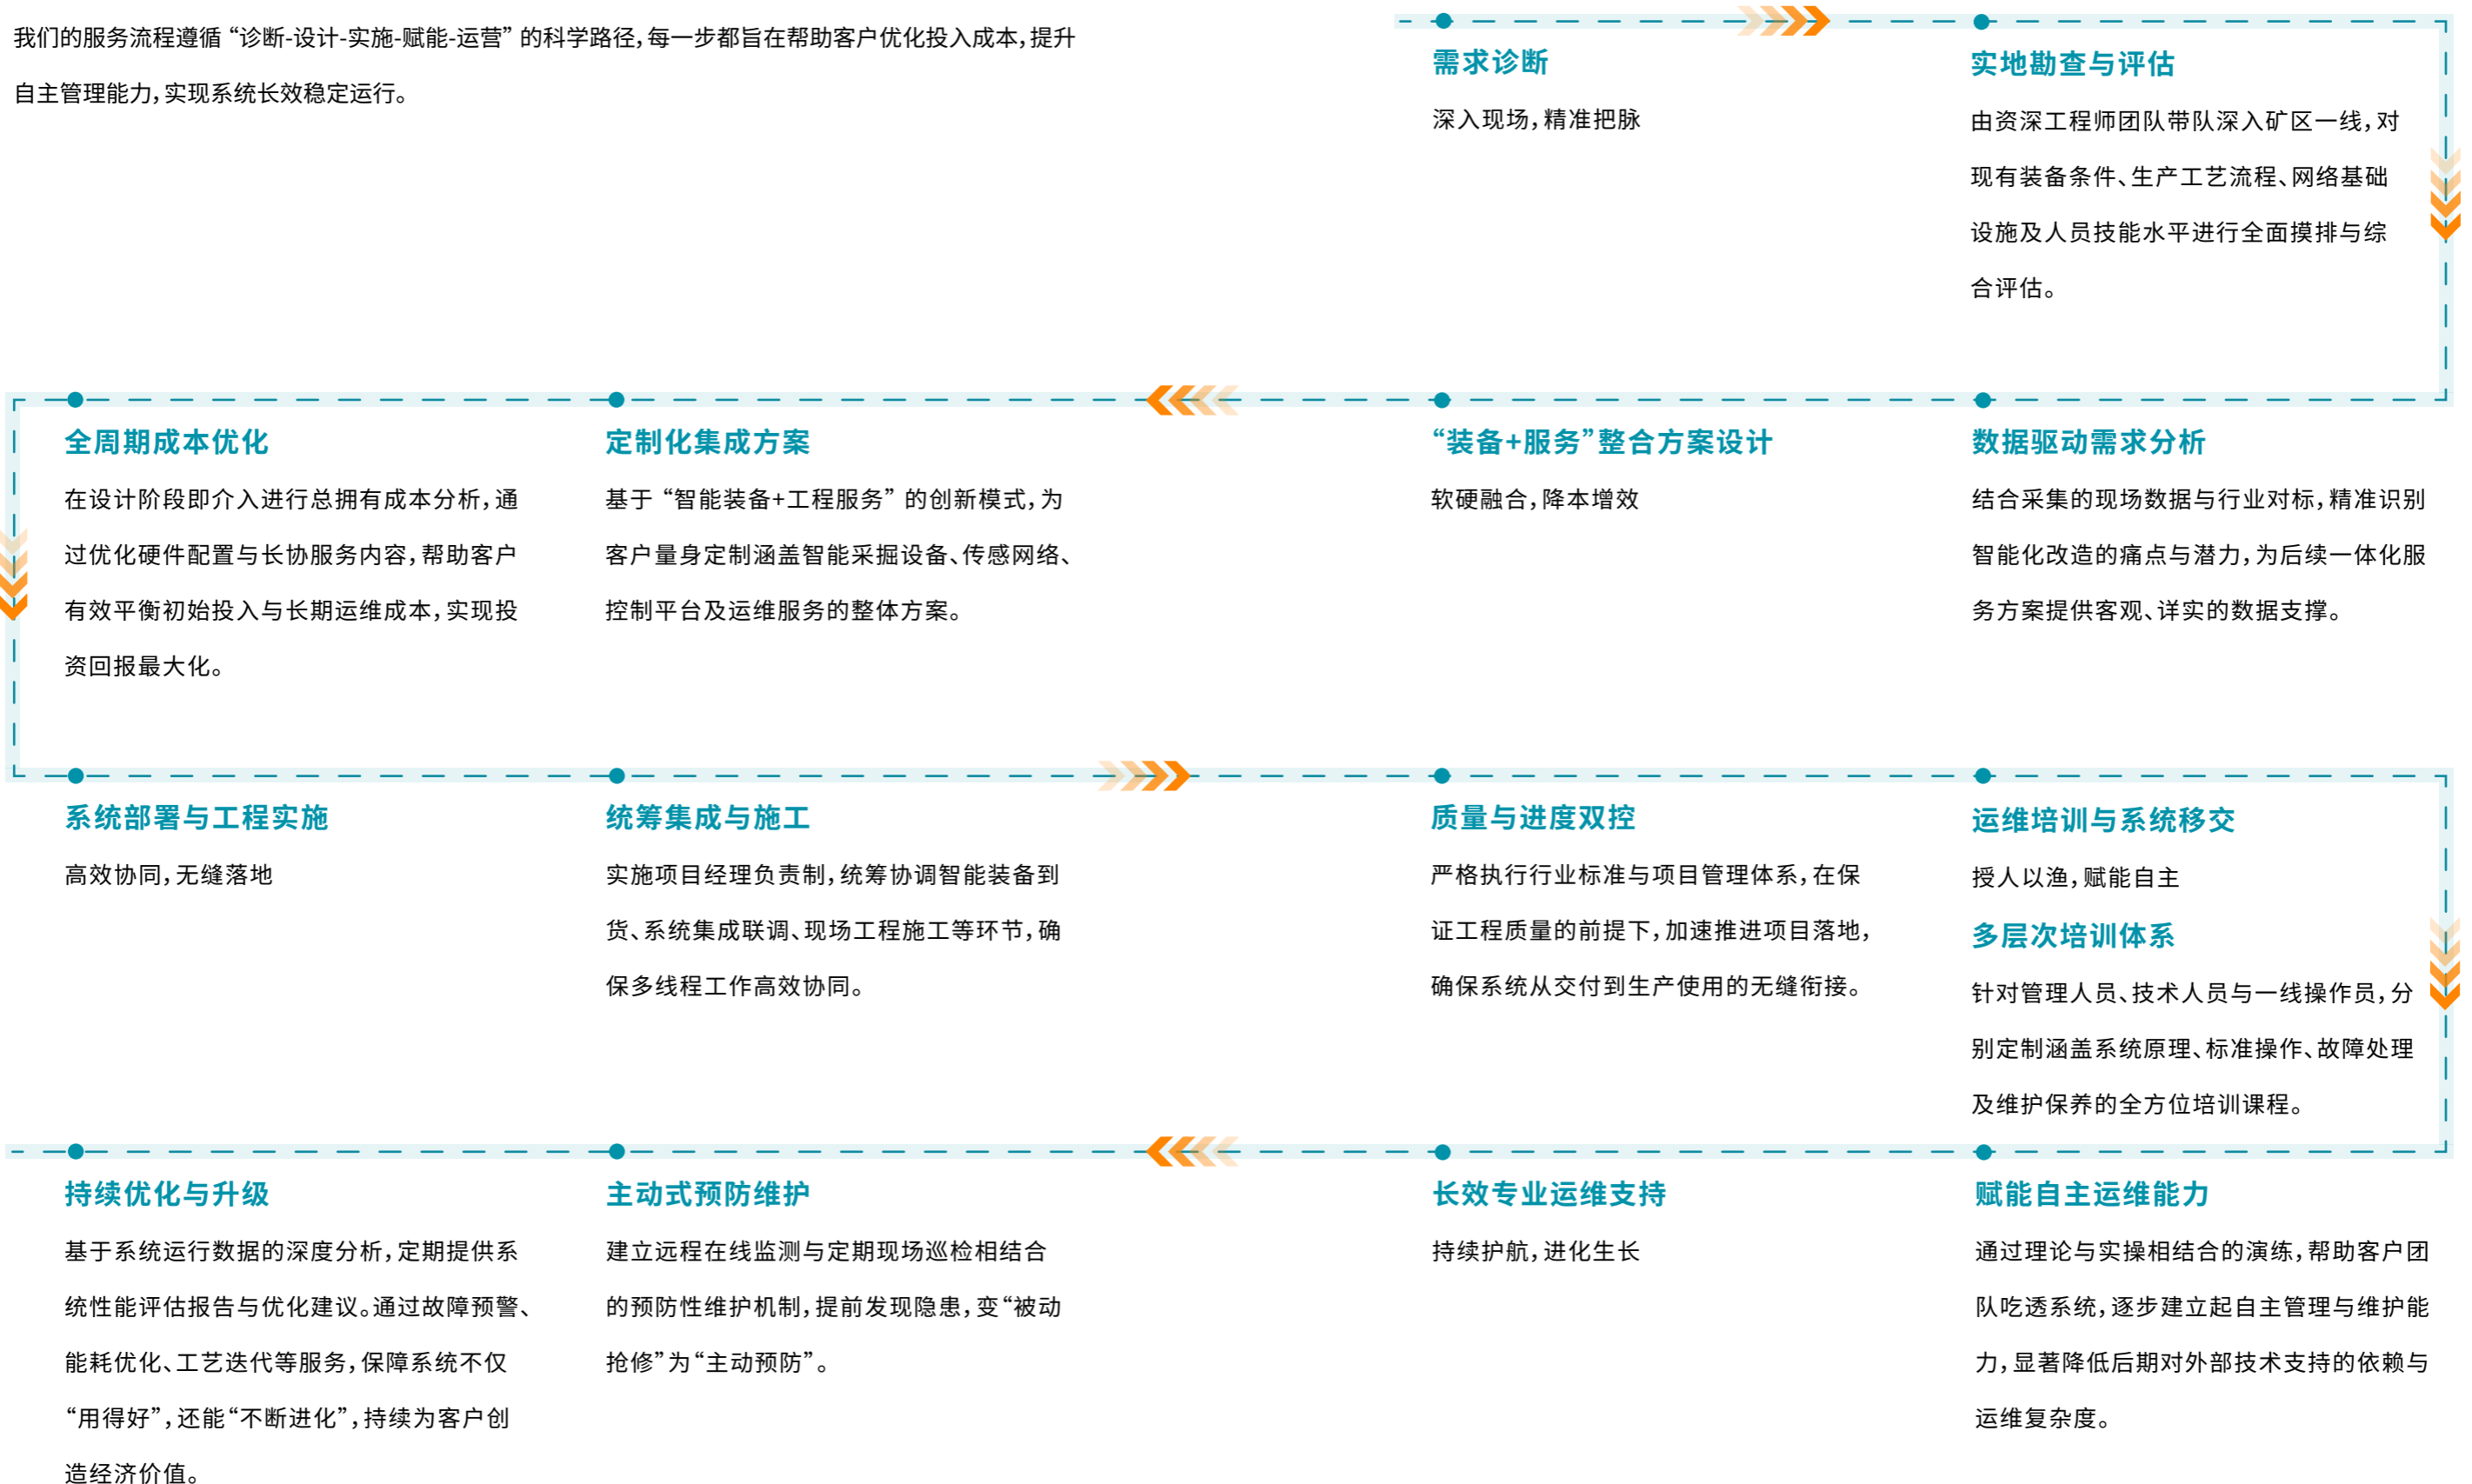 我们的服务流程遵循“诊断-设计-实施-赋能-运营”的科学路径,每一步都旨在帮助客户优化投入成本,提升
自主管理能力,实现系统长效稳定运行。
需求诊断
深入现场,精准把脉
实地勘查与评估
由资深工程师团队带队深入矿区一线,对
现有装备条件、生产工艺流程、网络基础
设施及人员技能水平进行全面摸排与综
合评估。
数据驱动需求分析
结合采集的现场数据与行业对标,精准识别
智能化改造的痛点与潜力,为后续一体化服
务方案提供客观、详实的数据支撑。
“装备+服务”整合方案设计
软硬融合,降本增效
定制化集成方案
基于“智能装备+工程服务”的创新模式,为
客户量身定制涵盖智能采掘设备、传感网络、
控制平台及运维服务的整体方案。
全周期成本优化
在设计阶段即介入进行总拥有成本分析,通
过优化硬件配置与长协服务内容,帮助客户
有效平衡初始投入与长期运维成本,实现投
资回报最大化。
系统部署与工程实施
高效协同,无缝落地
统筹集成与施工
实施项目经理负责制,统筹协调智能装备到
货、系统集成联调、现场工程施工等环节,确
保多线程工作高效协同。
质量与进度双控
严格执行行业标准与项目管理体系,在保
证工程质量的前提下,加速推进项目落地,
确保系统从交付到生产使用的无缝衔接。
运维培训与系统移交
授人以渔,赋能自主
多层次培训体系
针对管理人员、技术人员与一线操作员,分
别定制涵盖系统原理、标准操作、故障处理
及维护保养的全方位培训课程。
赋能自主运维能力
通过理论与实操相结合的演练,帮助客户团
队吃透系统,逐步建立起自主管理与维护能
力,显著降低后期对外部技术支持的依赖与
运维复杂度。
长效专业运维支持
持续护航,进化生长
主动式预防维护
建立远程在线监测与定期现场巡检相结合
的预防性维护机制,提前发现隐患,变“被动
抢修”为“主动预防”。
持续优化与升级
基于系统运行数据的深度分析,定期提供系
统性能评估报告与优化建议。通过故障预警、
能耗优化、工艺迭代等服务,保障系统不仅
“用得好”,还能“不断进化”,持续为客户创
造经济价值。